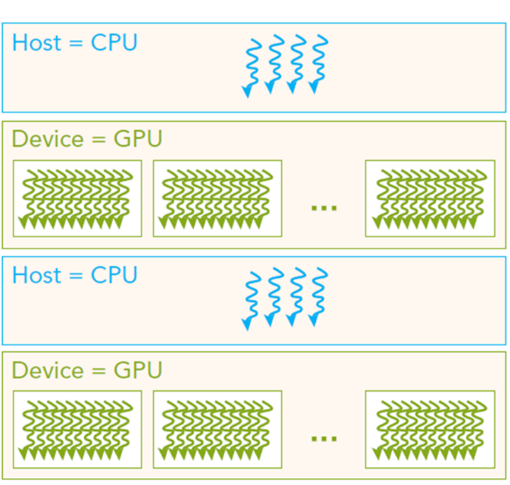 Host = CPU
Device = GPU
...
Host = CPU
Device = GPU
...